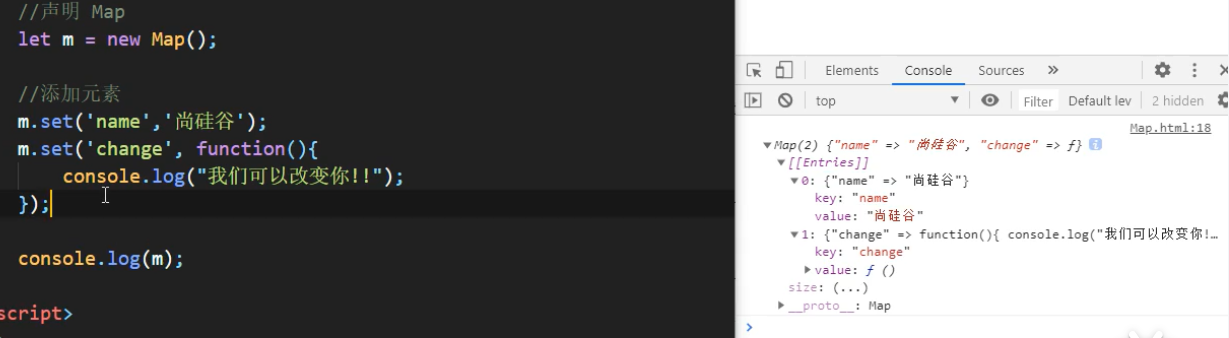 //声明 Map
let m = new Map();
//添加元素
m.set('name','尚硅谷');
m.set('change', function(){
console.log("我们可以改变你!!");
});
console.log(m);
script>
Elements Console Sources »
top Filter Default lev 2 hidden
Map.html:18
Map(2) {"name" => "尚硅谷", "change" => ƒ}
[[Entries]]
0: {"name" => "尚硅谷"}
key: "name"
value: "尚硅谷"
1: {"change" => function(){ console.log("我们可以改变你!…
key: "change"
value: ƒ ()
size: (...)
__proto__: Map